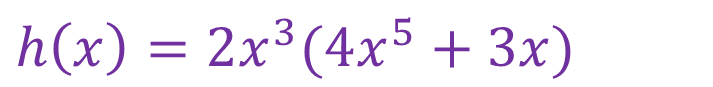 h(x) = 2x³(4x⁵ + 3x)